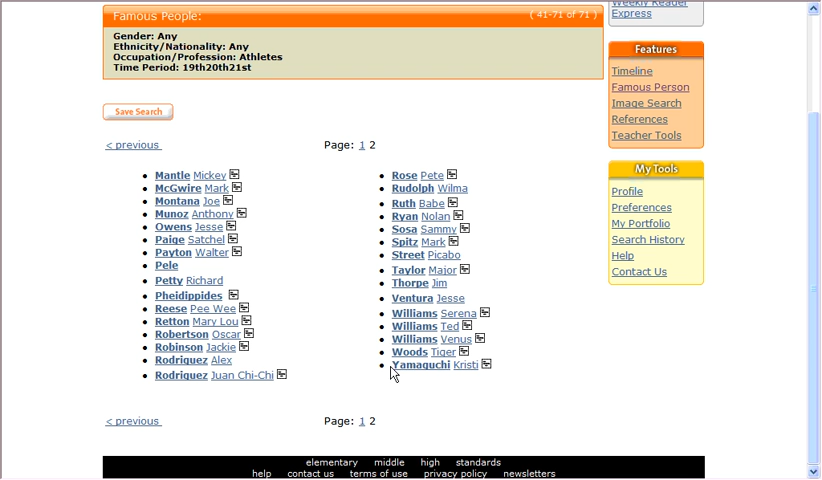 Weekly Reader
Express
Famous People:
( 41-71 of 71 )
Gender: Any
Ethnicity/Nationality: Any
Occupation/Profession: Athletes
Time Period: 19th20th21st
Save Search
< previous
Page: 1 2
Mantle Mickey
McGwire Mark
Montana Joe
Munoz Anthony
Owens Jesse
Paige Satchel
Payton Walter
Pele
Petty Richard
Pheidippides
Reese Pee Wee
Retton Mary Lou
Robertson Oscar
Robinson Jackie
Rodriguez Alex
Rodriguez Juan Chi-Chi
Rose Pete
Rudolph Wilma
Ruth Babe
Ryan Nolan
Sosa Sammy
Spitz Mark
Street Picabo
Taylor Major
Thorpe Jim
Ventura Jesse
Williams Serena
Williams Ted
Williams Venus
Woods Tiger
Yamaguchi Kristi
< previous
Page: 1 2
Features
Timeline
Famous Person
Image Search
References
Teacher Tools
My Tools
Profile
Preferences
My Portfolio
Search History
Help
Contact Us
elementary middle high standards
help contact us terms of use privacy policy newsletters